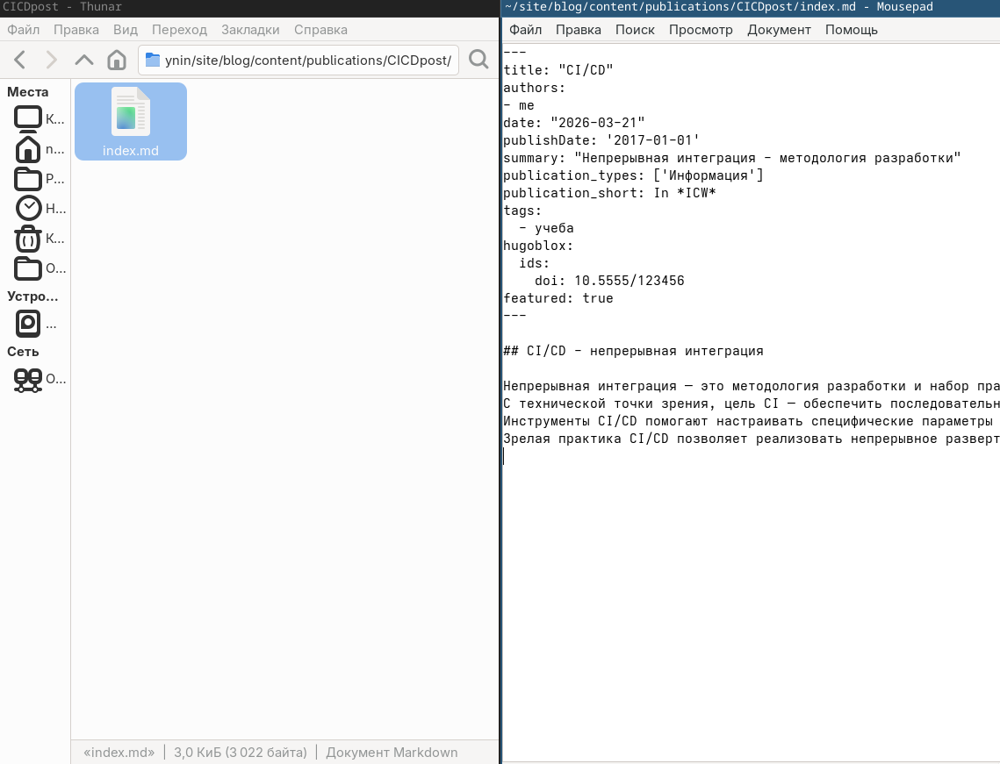 CICDpost - Thunar
Файл Правка Вид Переход Закладки Справка
ynin/site/blog/content/publications/CICDpost/
Места
К...
n...
Р...
Н...
К...
О...
Устро...
...
Сеть
О...
index.md
«index.md» | 3,0 КиБ (3 022 байта) | Документ Markdown
~/site/blog/content/publications/CICDpost/index.md - Mousepad
Файл Правка Поиск Просмотр Документ Помощь
---
title: "CI/CD"
authors:
- me
date: "2026-03-21"
publishDate: '2017-01-01'
summary: "Непрерывная интеграция - методология разработки"
publication_types: ['Информация']
publication_short: In *ICW*
tags:
  - учеба
hugoblox:
  ids:
    doi: 10.5555/123456
featured: true
---
## CI/CD - непрерывная интеграция
Непрерывная интеграция — это методология разработки и набор пра
С технической точки зрения, цель CI — обеспечить последовательн
Инструменты CI/CD помогают настраивать специфические параметры
Зрелая практика CI/CD позволяет реализовать непрерывное разверт